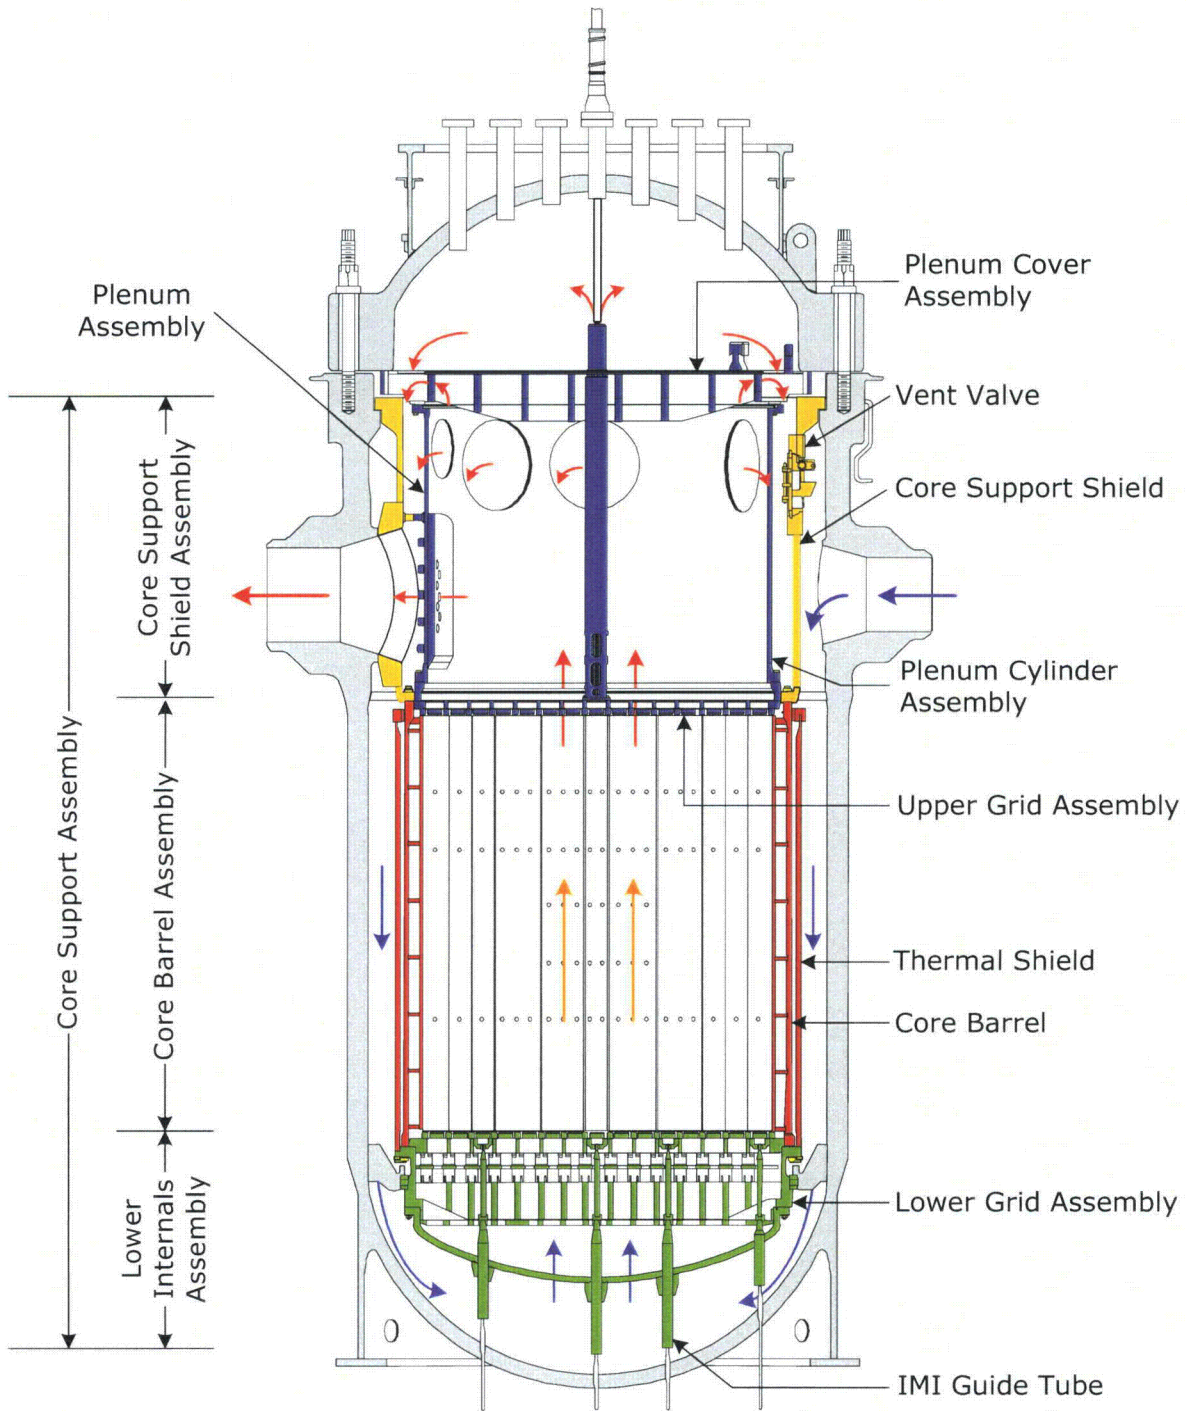 Plenum Cover
Assembly
Plenum
Assembly
Vent Valve
Core Support Shield
Core Support
Shield Assembly
Plenum Cylinder
Assembly
Core Support Assembly
Core Barrel Assembly
Upper Grid Assembly
Thermal Shield
Core Barrel
Lower
Internals
Assembly
Lower Grid Assembly
IMI Guide Tube